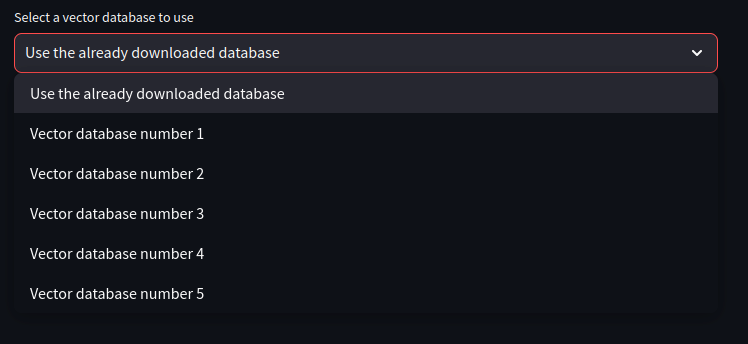 Select a vector database to use
Use the already downloaded database
Use the already downloaded database
Vector database number 1
Vector database number 2
Vector database number 3
Vector database number 4
Vector database number 5